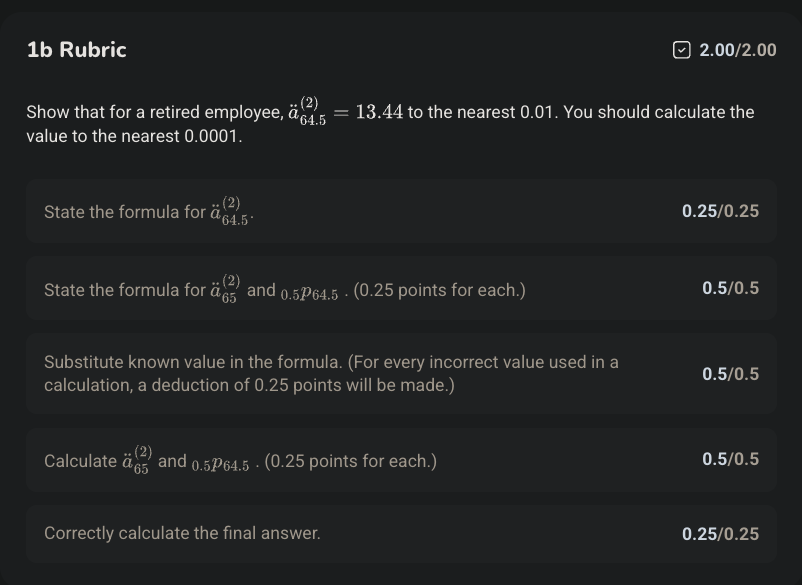 1b Rubric
2.00/2.00
Show that for a retired employee, $\ddot{a}_{64.5}^{(2)} = 13.44$ to the nearest 0.01. You should calculate the
value to the nearest 0.0001.
State the formula for $\ddot{a}_{64.5}^{(2)}$.
0.25/0.25
State the formula for $\ddot{a}_{65}^{(2)}$ and ${}_{0.5}p_{64.5}$ . (0.25 points for each.)
0.5/0.5
Substitute known value in the formula. (For every incorrect value used in a
calculation, a deduction of 0.25 points will be made.)
0.5/0.5
Calculate $\ddot{a}_{65}^{(2)}$ and ${}_{0.5}p_{64.5}$ . (0.25 points for each.)
0.5/0.5
Correctly calculate the final answer.
0.25/0.25